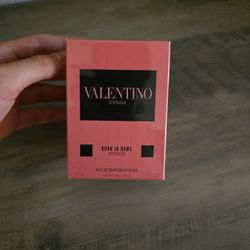 VALENTINO
DONNA
BORN IN ROMA
INTENSE
EAU DE PARFUM INTENSE